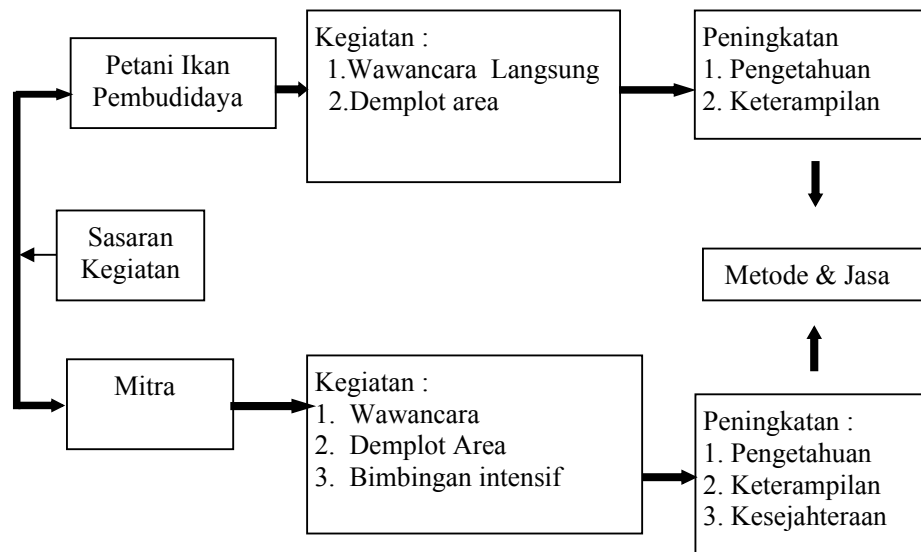 Petani Ikan
Pembudidaya
Kegiatan :
1.Wawancara Langsung
2.Demplot area
Peningkatan
1. Pengetahuan
2. Keterampilan
Sasaran
Kegiatan
Metode & Jasa
Mitra
Kegiatan :
1. Wawancara
2. Demplot Area
3. Bimbingan intensif
Peningkatan :
1. Pengetahuan
2. Keterampilan
3. Kesejahteraan